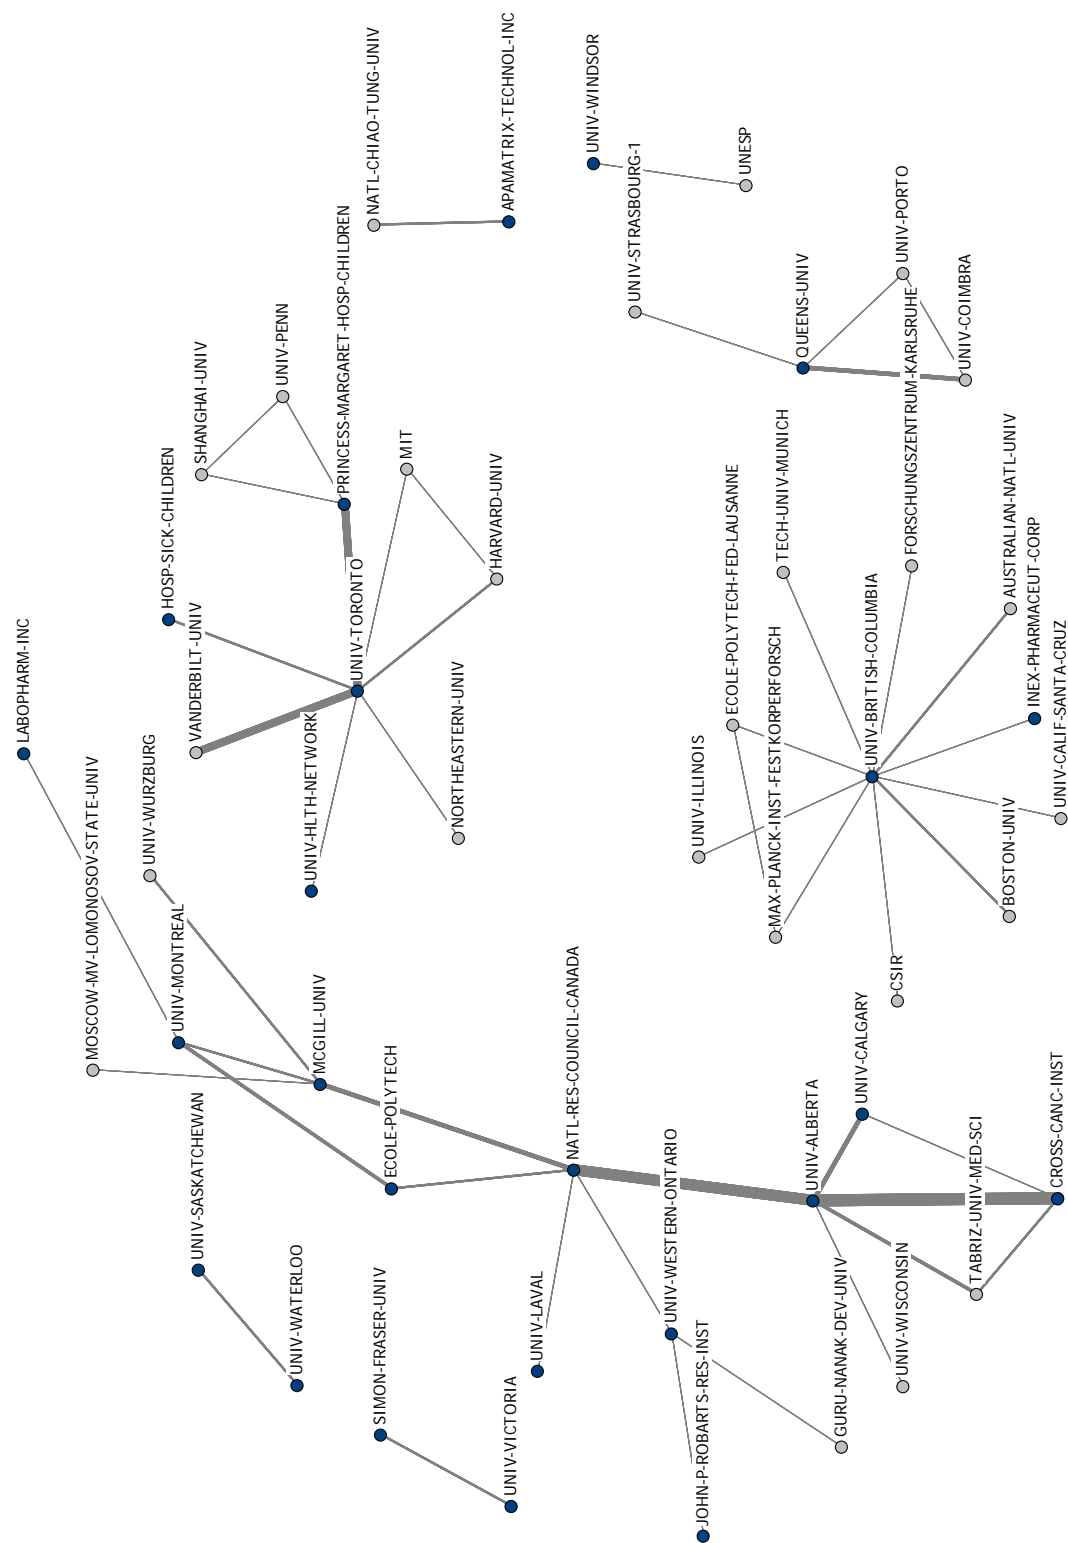 NATL-CHIAO-TUNG-UNIV
APAMATRIX-TECHNOL-INC
UNIV-WINDSOR
UNIV-STRASBOURG-1
UNESP
UNIV-PORTO
PRINCESS-MARGARET-HOSP-CHILDREN
QUEENS-UNIV
UNIV-COIMBRA
FORSCHUNGSZENTRUM-KARLSRUHE
UNIV-PENN
SHANGHAI-UNIV
HOSP-SICK-CHILDREN
MIT
HARVARD-UNIV
TECH-UNIV-MUNICH
ECOLE-POLYTECH-FED-LAUSANNE
AUSTRALIAN-NATL-UNIV
INEX-PHARMACEUT-CORP
UNIV-TORONTO
UNIV-BRITISH-COLUMBIA
VANDERBILT-UNIV
LABOPHARM-INC
UNIV-CALIF-SANTA-CRUZ
MAX-PLANCK-INST-FESTKORPERFORSCH
NORTHEASTERN-UNIV
UNIV-HLTH-NETWORK
UNIV-WURZBURG
UNIV-ILLINOIS
MOSCOW-MV-LOMONOSOV-STATE-UNIV
BOSTON-UNIV
UNIV-MONTREAL
NATL-RES-COUNCIL-CANADA
CSIR
MCGILL-UNIV
UNIV-CALGARY
ECOLE-POLYTECH
CROSS-CANC-INST
UNIV-ALBERTA
UNIV-SASKATCHEWAN
TABRIZ-UNIV-MED-SCI
UNIV-WESTERN-ONTARIO
UNIV-WATERLOO
UNIV-WISCONSIN
GURU-NANAK-DEV-UNIV
SIMON-FRASER-UNIV
UNIV-LAVAL
JOHN-P-ROBARTS-RES-INST
UNIV-VICTORIA